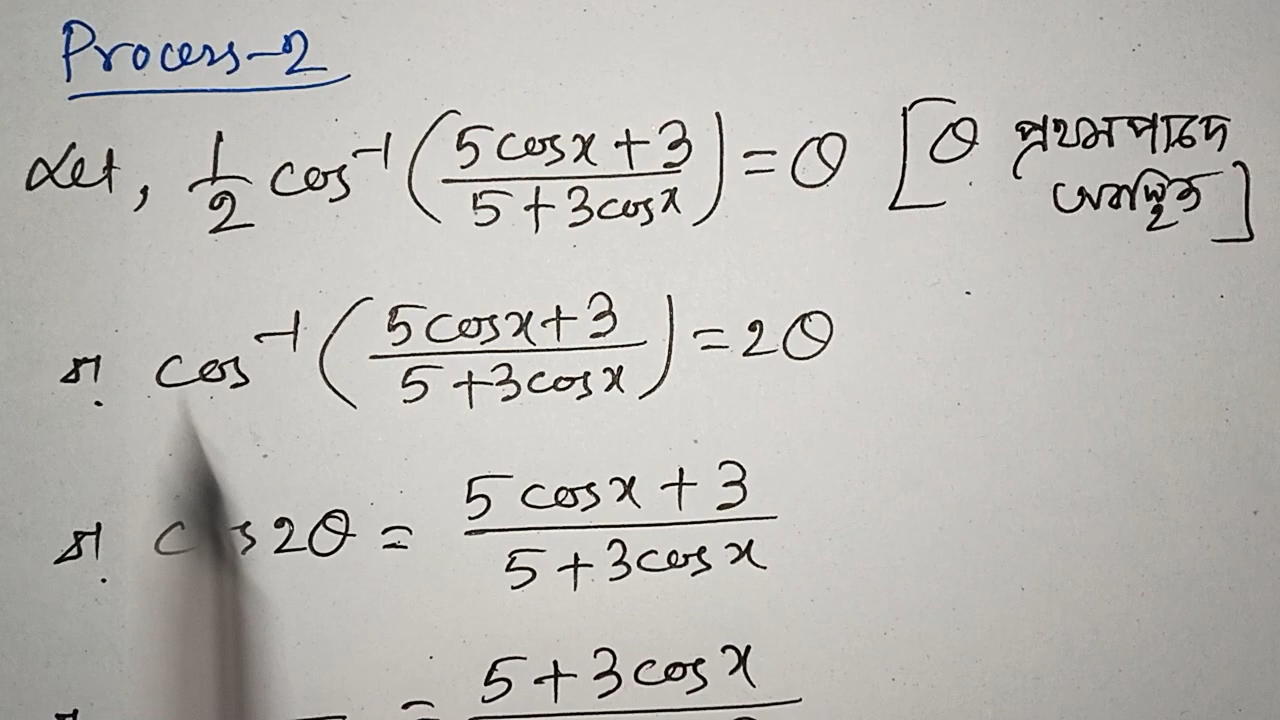 Process-2
Let, 1/2 cos⁻¹ ( (5cosx + 3)/(5 + 3cosx) ) = θ [ θ প্রথমপাদে
অবস্থিত ]
বা, cos⁻¹ ( (5cosx + 3)/(5 + 3cosx) ) = 2θ
বা, cos2θ = (5cosx + 3)/(5 + 3cosx)
= 5 + 3cosx